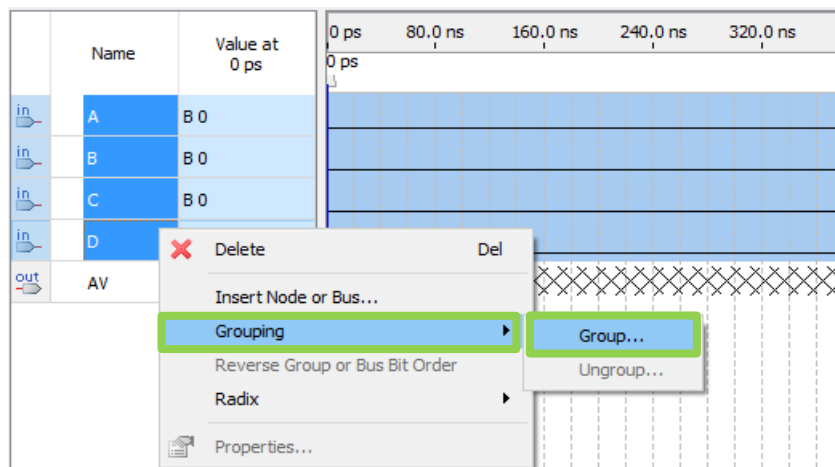 Name
Value at
0 ps
0 ps 80.0 ns 160.0 ns 240.0 ns 320.0 ns
0 ps
in A B 0
in B B 0
in C B 0
in D
out AV
Delete Del
Insert Node or Bus...
Grouping
Group...
Reverse Group or Bus Bit Order
Ungroup...
Radix
Properties...